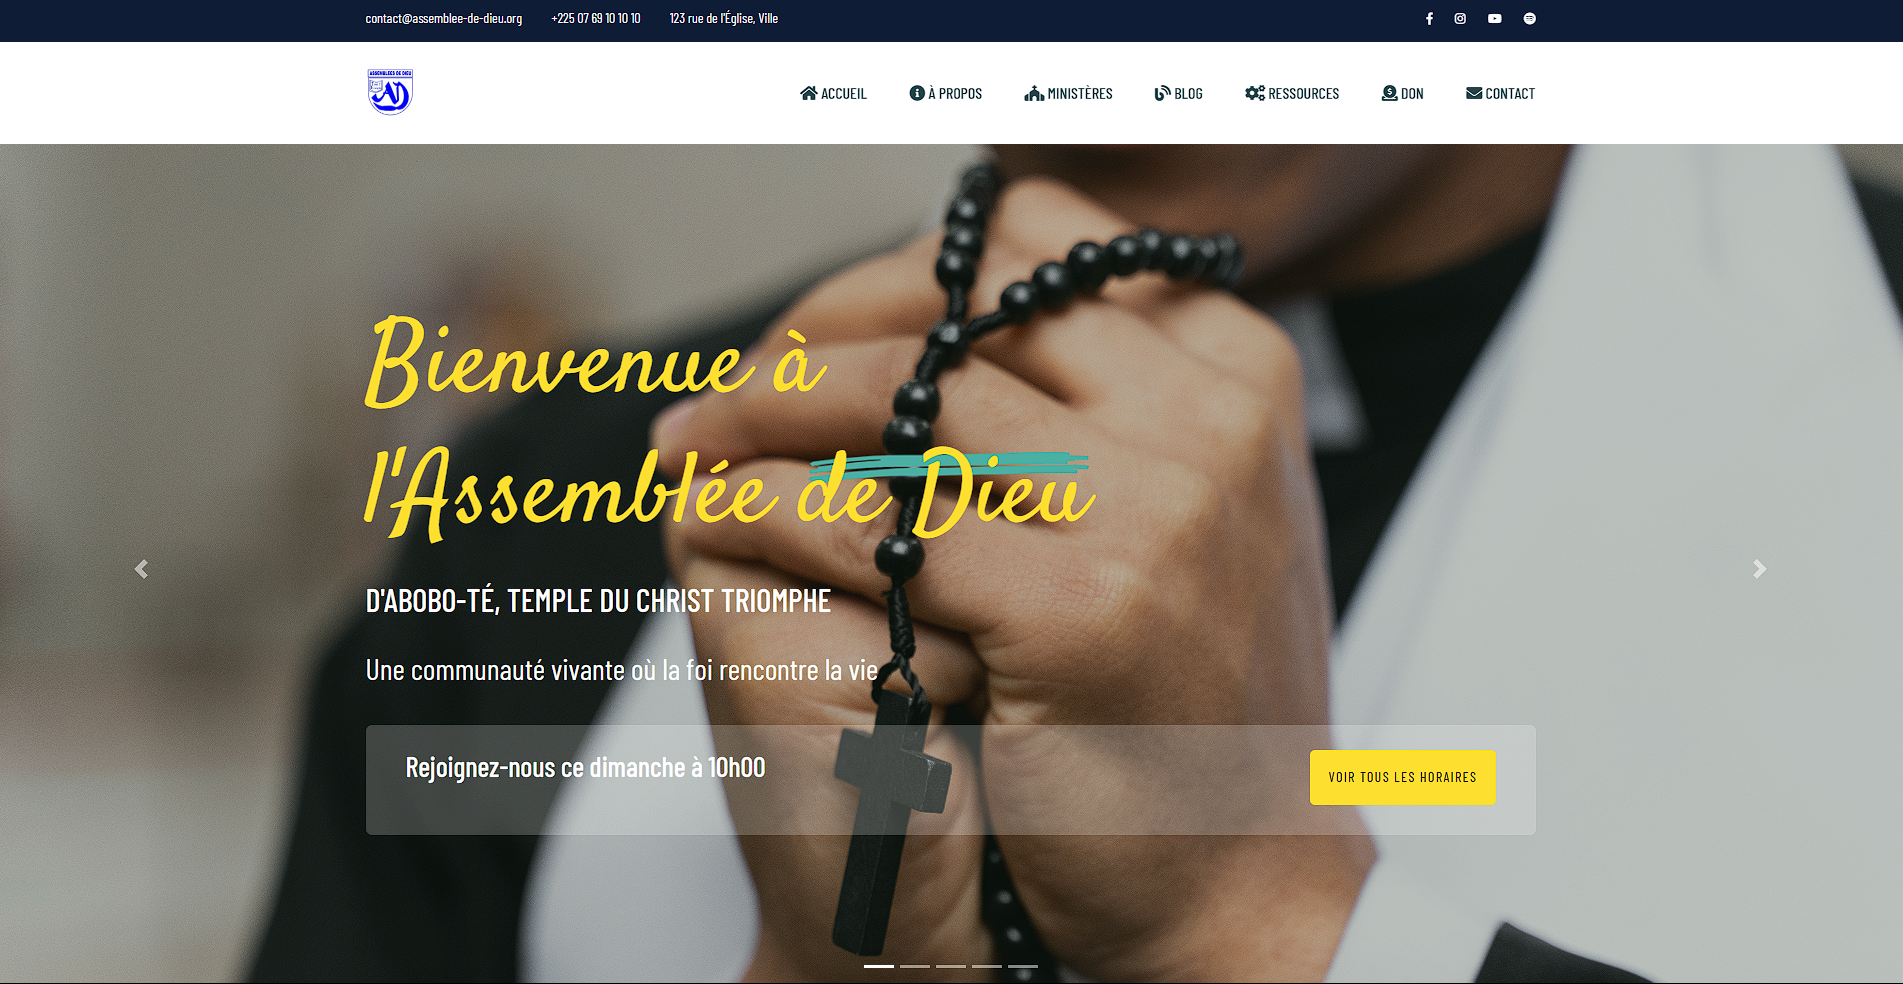 contact@assemblee-de-dieu.org +225 07 69 10 10 10 123 rue de l'Église, Ville
ASSEMBLEES DE DIEU
AD
ACCUEIL À PROPOS MINISTÈRES BLOG RESSOURCES DON CONTACT
Bienvenue à
l'Assemblée de Dieu
D'ABOBO-TÉ, TEMPLE DU CHRIST TRIOMPHE
Une communauté vivante où la foi rencontre la vie
Rejoignez-nous ce dimanche à 10h00
VOIR TOUS LES HORAIRES